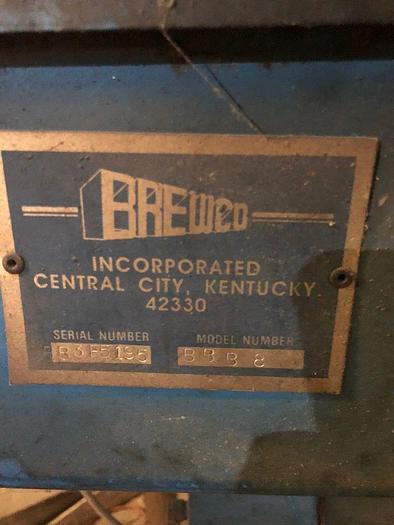 BREWCO
INCORPORATED
CENTRAL CITY, KENTUCKY
42330
SERIAL NUMBER MODEL NUMBER